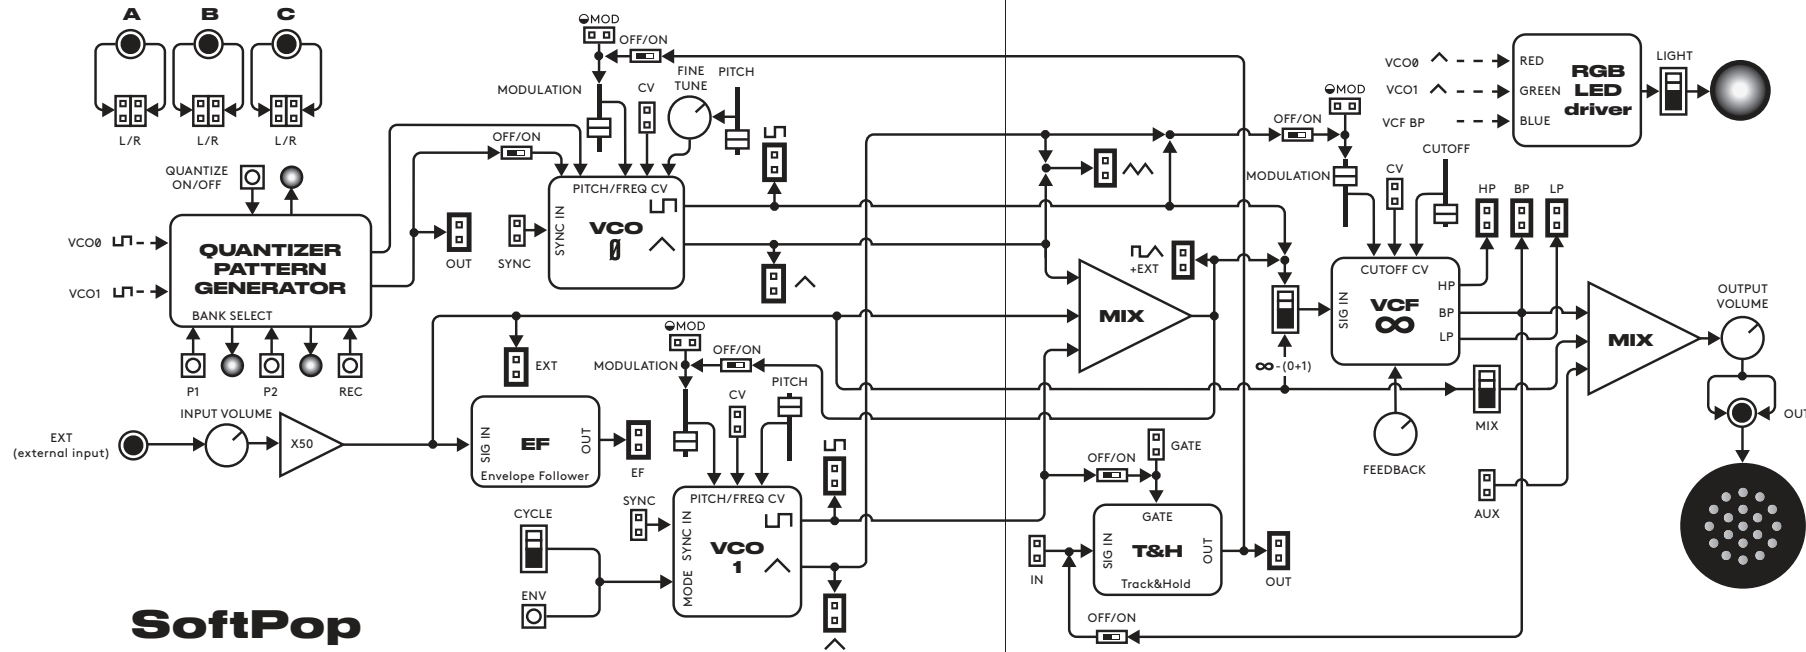 A B C
L/R L/R L/R
QUANTIZE
ON/OFF
VCO0
VCO1
QUANTIZER
PATTERN
GENERATOR
BANK SELECT
P1 P2 REC
INPUT VOLUME
EXT
(external input)
X50
SoftPop
MOD
OFF/ON
MODULATION
CV
FINE
TUNE
PITCH
OFF/ON
OUT
SYNC
PITCH/FREQ CV
SYNC IN
VCO
0
EXT
SIG IN
EF
OUT
Envelope Follower
EF
MOD
MODULATION
OFF/ON
CV
PITCH
SYNC
CYCLE
ENV
PITCH/FREQ CV
SYNC IN
MODE
VCO
1
+EXT
MIX
MOD
OFF/ON
MODULATION
CV
CUTOFF
CUTOFF CV
SIG IN
VCF
∞
HP
BP
LP
HP BP LP
∞-(0+1)
FEEDBACK
MIX
AUX
OFF/ON
GATE
GATE
SIG IN
T&H
OUT
Track&Hold
IN
OUT
OFF/ON
VCO0
VCO1
VCF BP
RED
GREEN
BLUE
RGB
LED
driver
LIGHT
MIX
OUTPUT
VOLUME